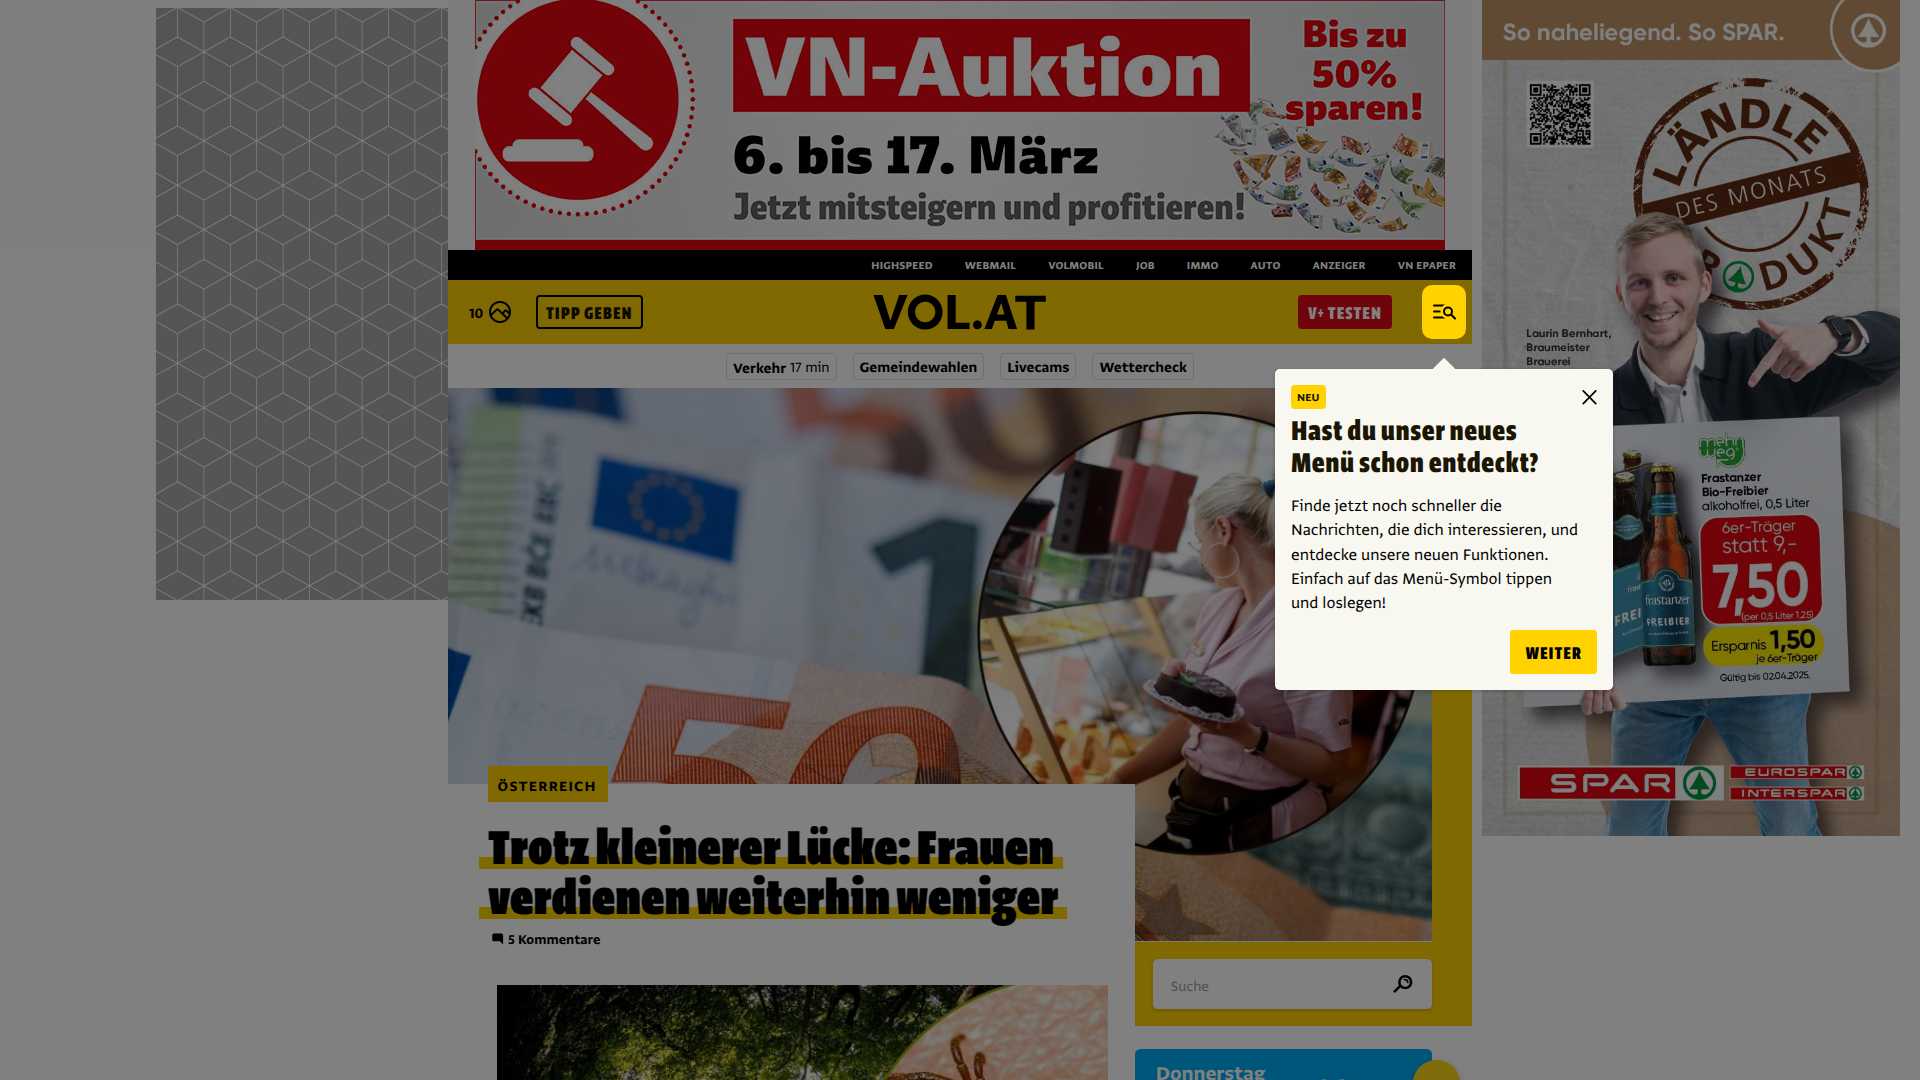 VN-Auktion
6. bis 17. März
Jetzt mitsteigern und profitieren!
Bis zu
50%
sparen!
So naheliegend. So SPAR.
LÄNDLE
DES MONATS
PRODUKT
Laurin Bernhart,
Braumeister
Brauerei
HIGHSPEED WEBMAIL VOLMOBIL JOB IMMO AUTO ANZEIGER VN EPAPER
10
TIPP GEBEN
VOL.AT
V+ TESTEN
Verkehr 17 min
Gemeindewahlen
Livecams
Wettercheck
NEU
Hast du unser neues
Menü schon entdeckt?
Finde jetzt noch schneller die
Nachrichten, die dich interessieren, und
entdecke unsere neuen Funktionen.
Einfach auf das Menü-Symbol tippen
und loslegen!
WEITER
mehr
weg
Frastanzer
Bio-Freibier
alkoholfrei, 0,5 Liter
6er-Träger
statt 9,-
7,50
(per 0,5 Liter 1,25)
Ersparnis 1,50
je 6er-Träger
Gültig bis 02.04.2025.
frastanzer
FREIBIER
SPAR
EUROSPAR
INTERSPAR
50
ÖSTERREICH
Trotz kleinerer Lücke: Frauen
verdienen weiterhin weniger
5 Kommentare
Suche
Donnerstag